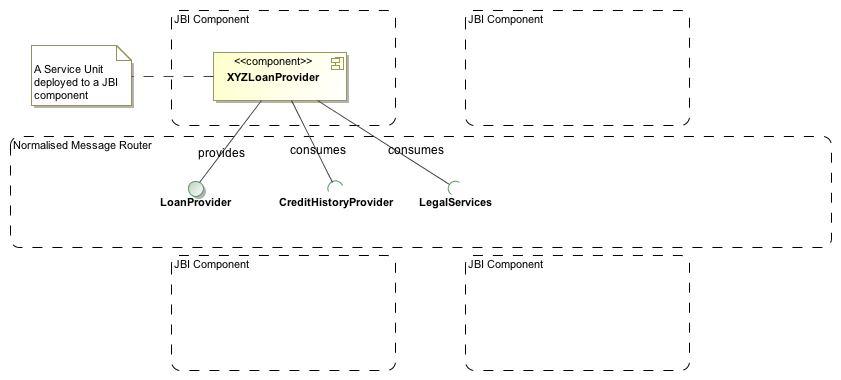 JBI Component
JBI Component
<<component>>
XYZLoanProvider
A Service Unit
deployed to a JBI
component
Normalised Message Router
provides
consumes
consumes
LoanProvider
CreditHistoryProvider
LegalServices
JBI Component
JBI Component